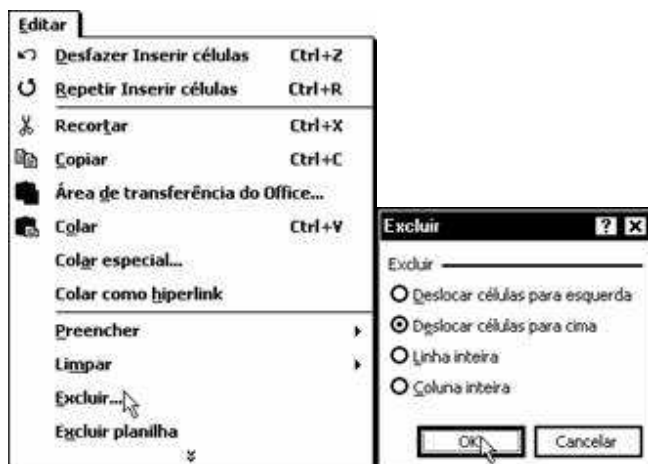 Editar
Desfazer Inserir células Ctrl+Z
Repetir Inserir células Ctrl+R
Recortar Ctrl+X
Copiar Ctrl+C
Área de transferência do Office...
Colar Ctrl+V
Colar especial...
Colar como hiperlink
Preencher
Limpar
Excluir...
Excluir planilha
Excluir ? X
Excluir
Deslocar células para esquerda
Deslocar células para cima
Linha inteira
Coluna inteira
OK Cancelar